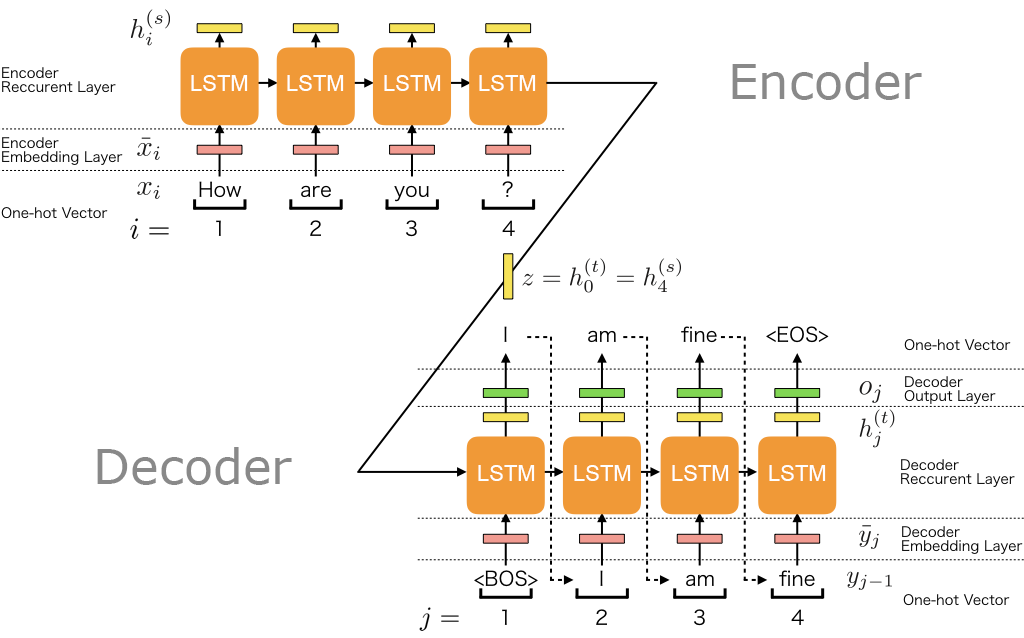 h_i^{(s)}
Encoder
Reccurent Layer
LSTM LSTM LSTM LSTM
Encoder
Encoder
Embedding Layer
x̄_i
x_i
How are you ?
One-hot Vector
i = 1 2 3 4
z = h_0^{(t)} = h_4^{(s)}
I am fine <EOS>
One-hot Vector
o_j
Decoder
Output Layer
h_j^{(t)}
Decoder
LSTM LSTM LSTM LSTM
Decoder
Reccurent Layer
ȳ_j
Decoder
Embedding Layer
<BOS> I am fine
y_{j-1}
One-hot Vector
j = 1 2 3 4